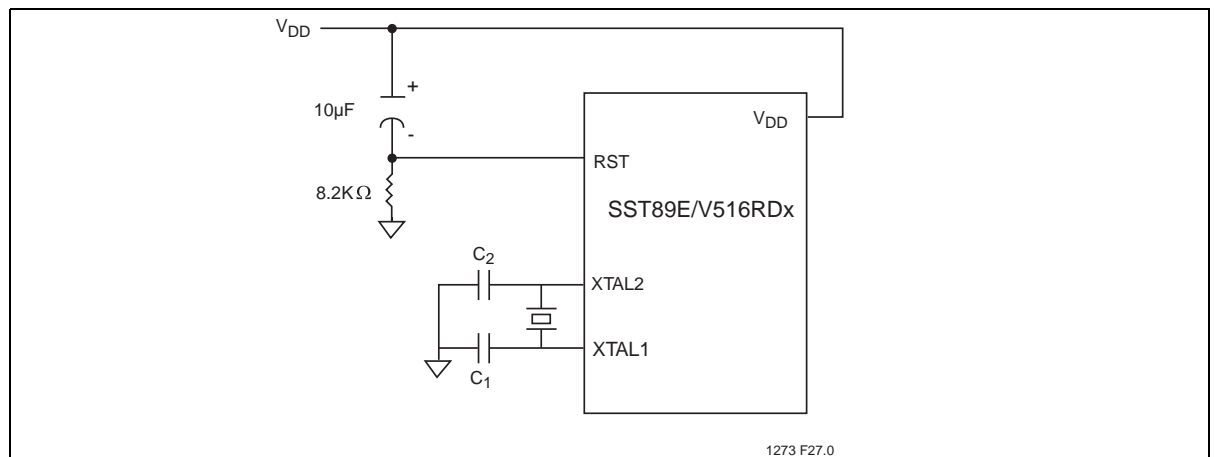 VDD
+
10µF
-
VDD
RST
8.2KΩ
SST89E/V516RDx
C2
XTAL2
XTAL1
C1
1273 F27.0